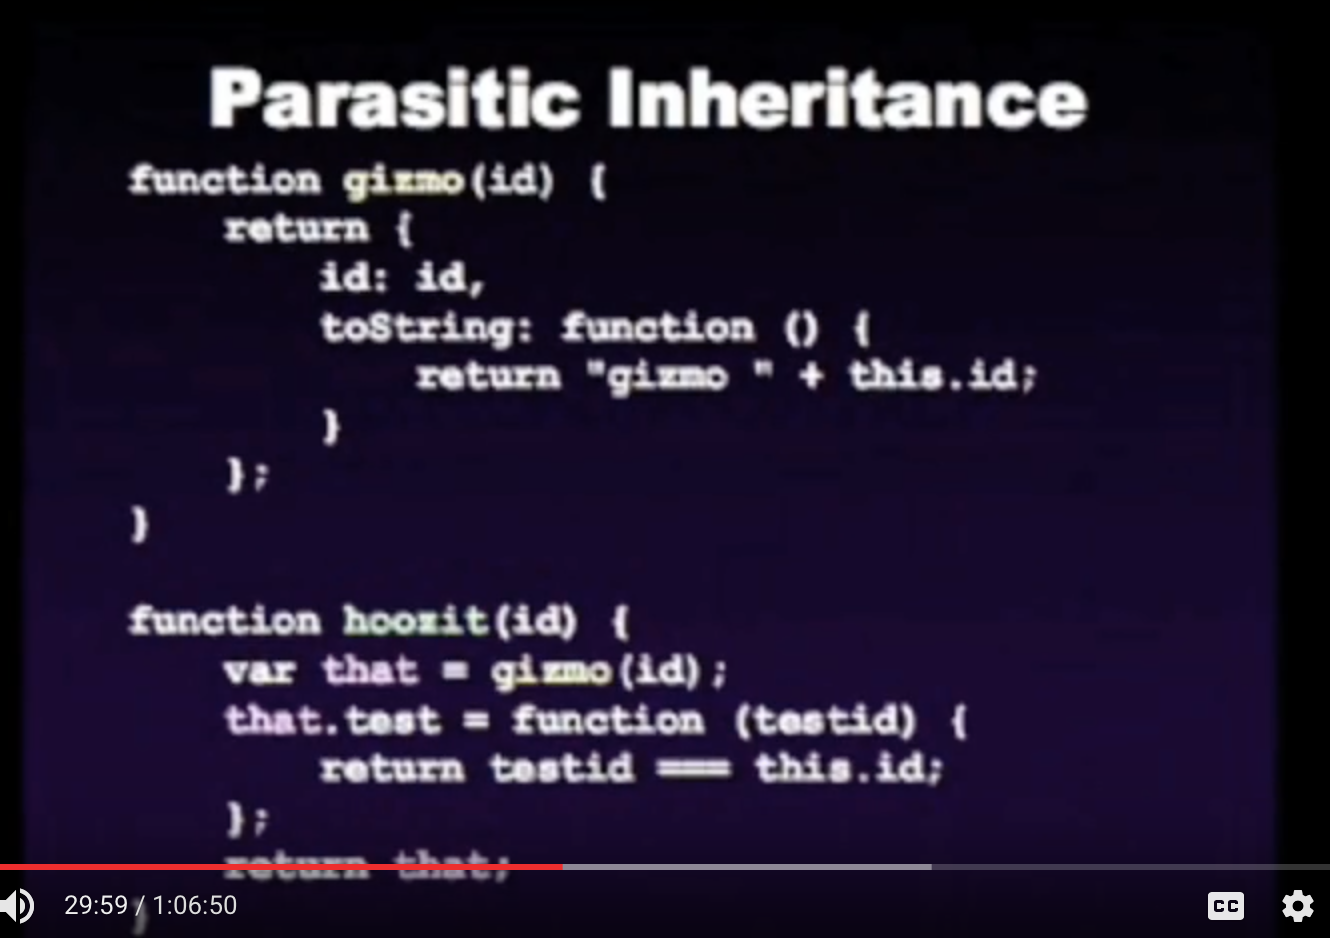 Parasitic Inheritance
function gizmo(id) {
    return {
        id: id,
        toString: function () {
            return "gizmo " + this.id;
        }
    };
}
function hoozit(id) {
    var that = gizmo(id);
    that.test = function (testid) {
        return testid === this.id;
    };
    return that;
}
29:59 / 1:06:50
CC